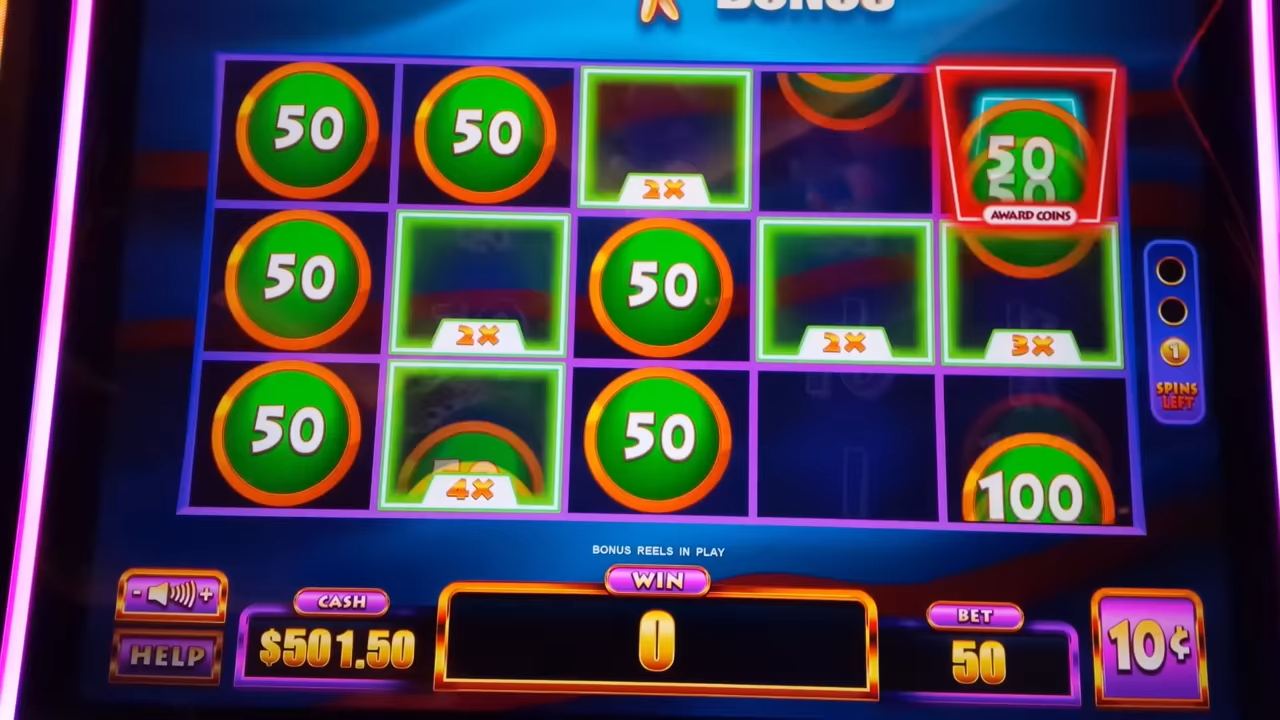 BONUS
50
50
2X
50
50
AWARD COINS
50
2X
50
2X
3X
1
SPINS
LEFT
50
4X
50
100
BONUS REELS IN PLAY
WIN
- +
CASH
BET
$501.50
0
50
10¢
HELP